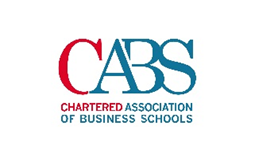 CABS
CHARTERED ASSOCIATION
OF BUSINESS SCHOOLS